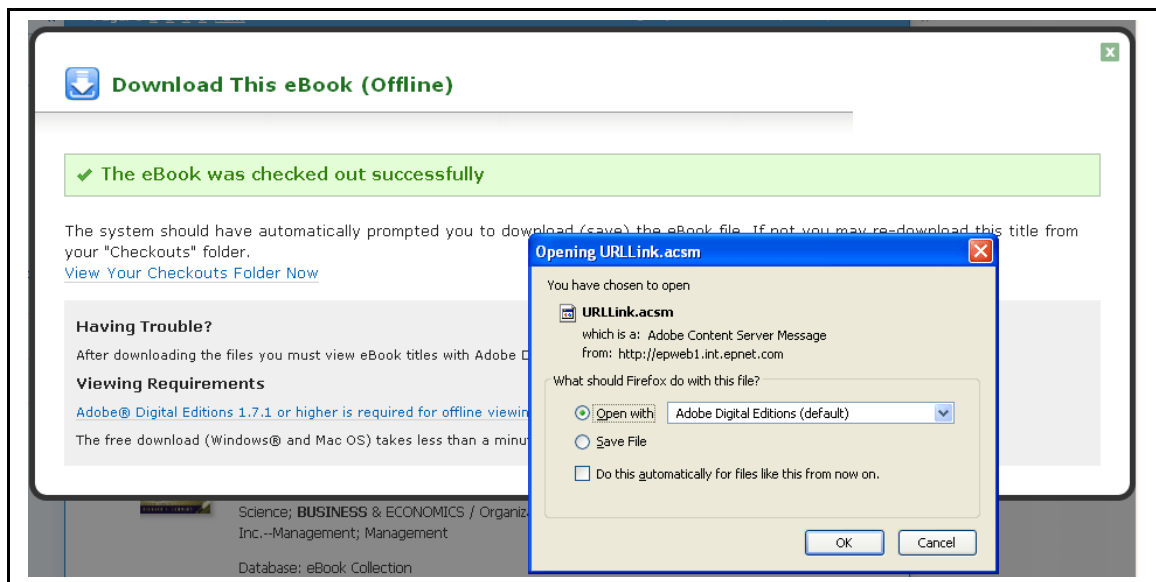 Download This eBook (Offline)
The eBook was checked out successfully
The system should have automatically prompted you to download (save) the eBook file. If not you may re-download this title from
your "Checkouts" folder.
View Your Checkouts Folder Now
Having Trouble?
After downloading the files you must view eBook titles with Adobe
Viewing Requirements
Adobe® Digital Editions 1.7.1 or higher is required for offline
The free download (Windows® and Mac OS) takes less than a
Opening URLLink.acsm
You have chosen to open
URLLink.acsm
which is a: Adobe Content Server Message
from: http://epweb1.int.epnet.com
What should Firefox do with this file?
Open with
Adobe Digital Editions (default)
Save File
Do this automatically for files like this from now on.
OK
Cancel
Science; BUSINESS & ECONOMICS /
Inc.--Management; Management
Database: eBook Collection